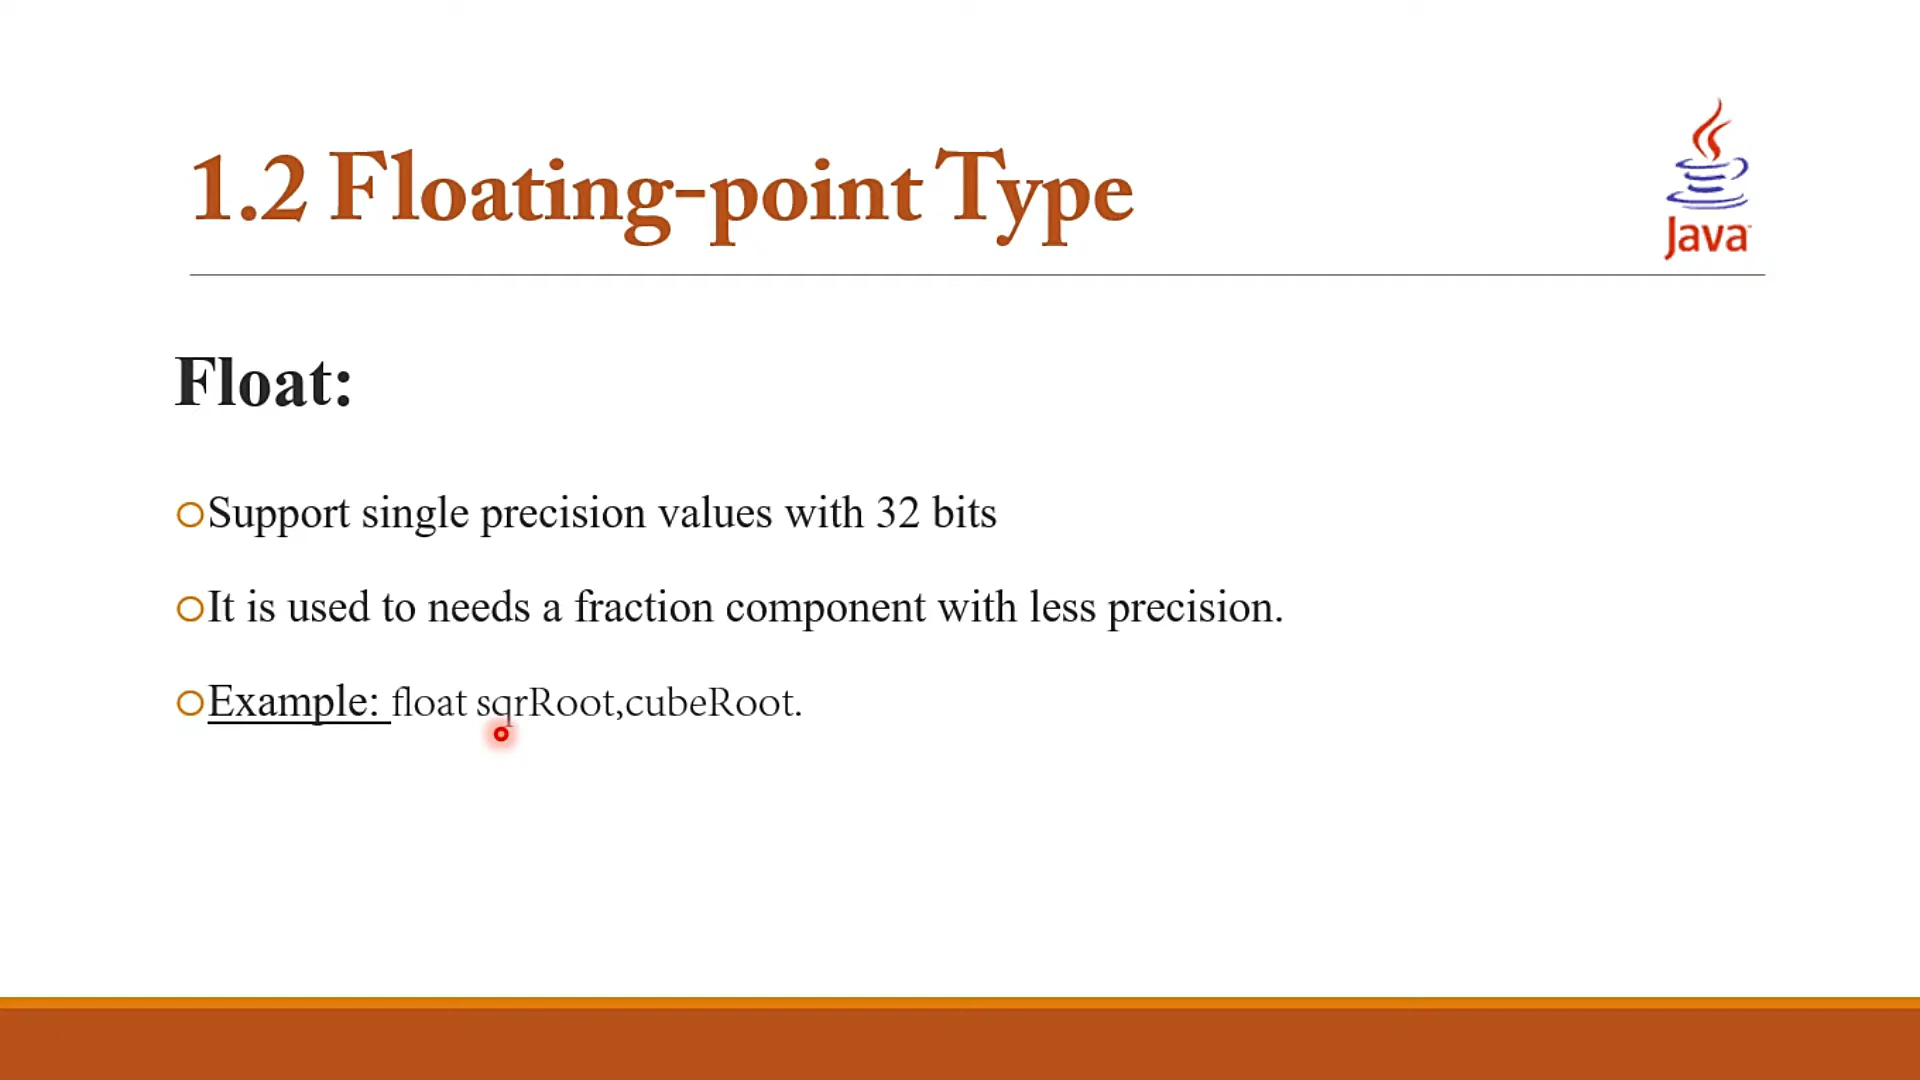 1.2 Floating-point Type
Java
Float:
Support single precision values with 32 bits
It is used to needs a fraction component with less precision.
Example: float sqrRoot,cubeRoot.